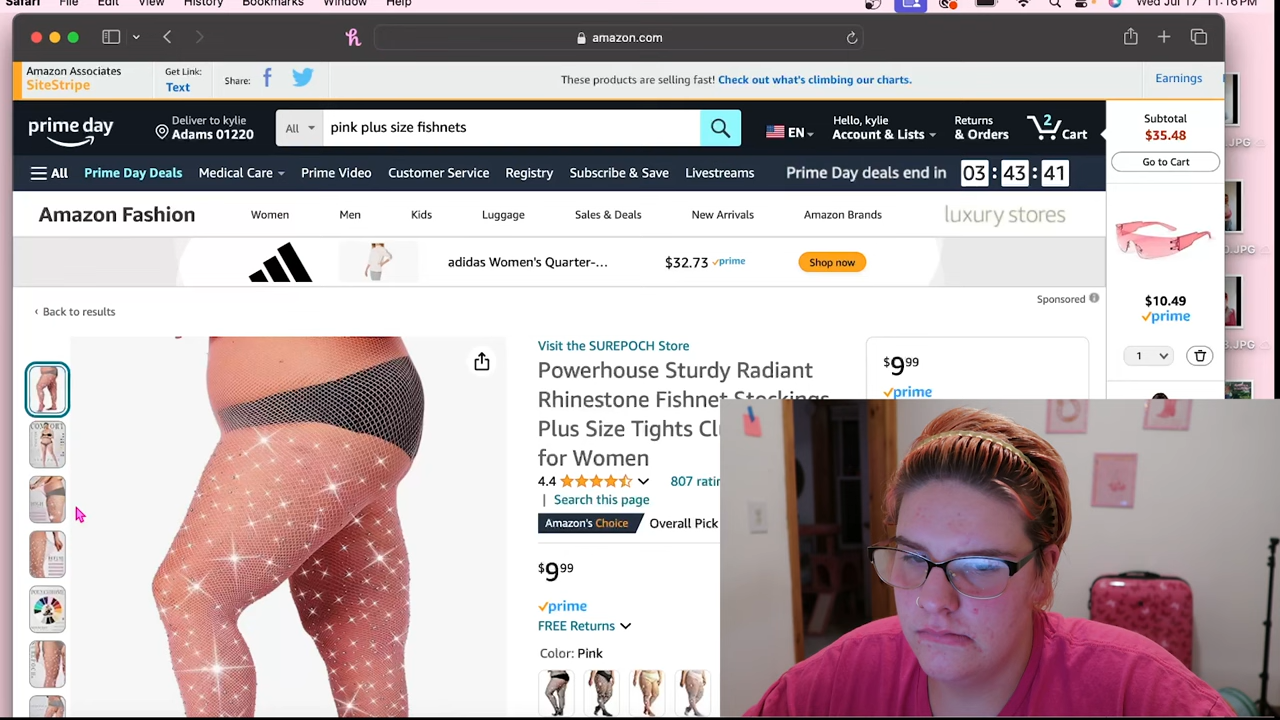 Safari File Edit View History Bookmarks Window Help
Wed Jul 17 11:16 PM
amazon.com
Amazon Associates
SiteStripe
Get Link:
Text
Share:
These products are selling fast! Check out what's climbing our charts.
Earnings
prime day
Deliver to kylie
Adams 01220
All
pink plus size fishnets
EN
Hello, kylie
Account & Lists
Returns
& Orders
2
Cart
Subtotal
$35.48
Go to Cart
All
Prime Day Deals
Medical Care
Prime Video
Customer Service
Registry
Subscribe & Save
Livestreams
Prime Day deals end in
03 : 43 : 41
Amazon Fashion
Women
Men
Kids
Luggage
Sales & Deals
New Arrivals
Amazon Brands
luxury stores
adidas Women's Quarter-...
$32.73
prime
Shop now
Sponsored
‹ Back to results
$10.49
prime
1
Visit the SUREPOCH Store
Powerhouse Sturdy Radiant
Rhinestone Fishnet Stockings
Plus Size Tights
for Women
4.4
807
| Search this page
Amazon's Choice
Overall Pick
$9 99
prime
FREE Returns
Color: Pink
$9 99
prime
.JPG
.JPG
.JPG
COMFORT